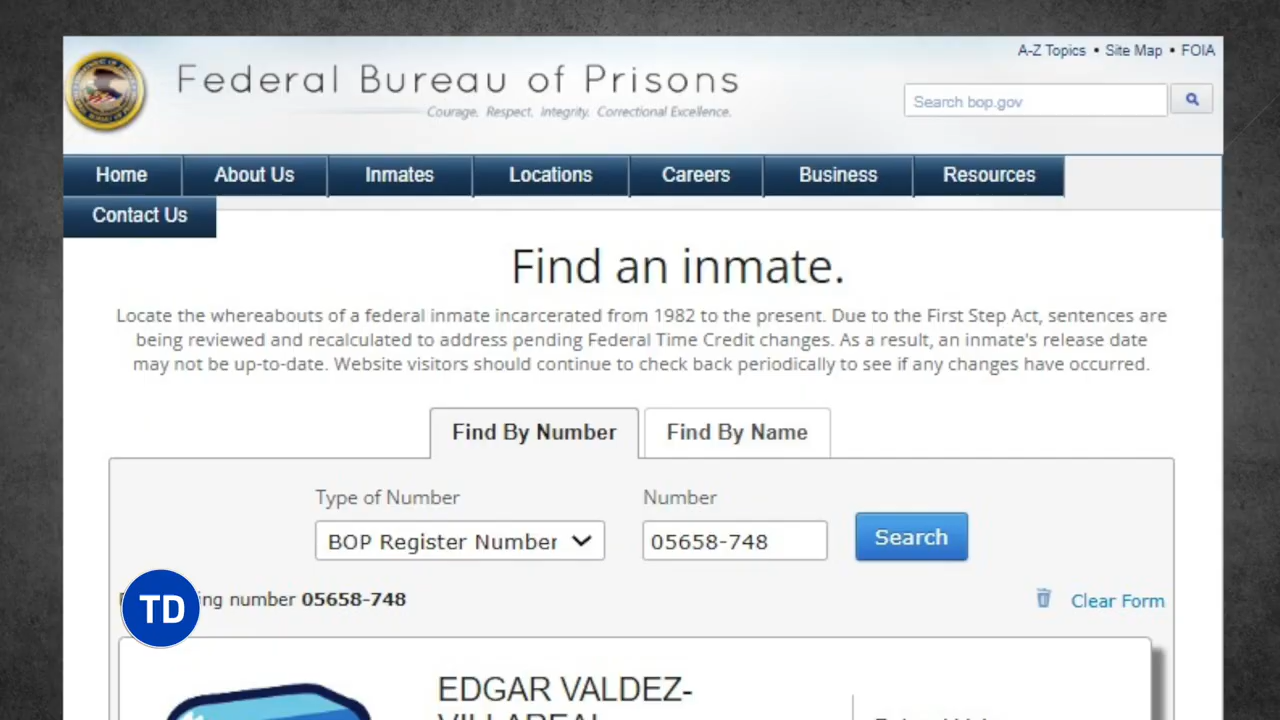 A-Z Topics • Site Map • FOIA
Federal Bureau of Prisons
Courage. Respect. Integrity. Correctional Excellence.
Search bop.gov
Home About Us Inmates Locations Careers Business Resources
Contact Us
Find an inmate.
Locate the whereabouts of a federal inmate incarcerated from 1982 to the present. Due to the First Step Act, sentences are
being reviewed and recalculated to address pending Federal Time Credit changes. As a result, an inmate's release date
may not be up-to-date. Website visitors should continue to check back periodically to see if any changes have occurred.
Find By Number Find By Name
Type of Number Number
BOP Register Number 05658-748 Search
number 05658-748
Clear Form
TD
EDGAR VALDEZ-